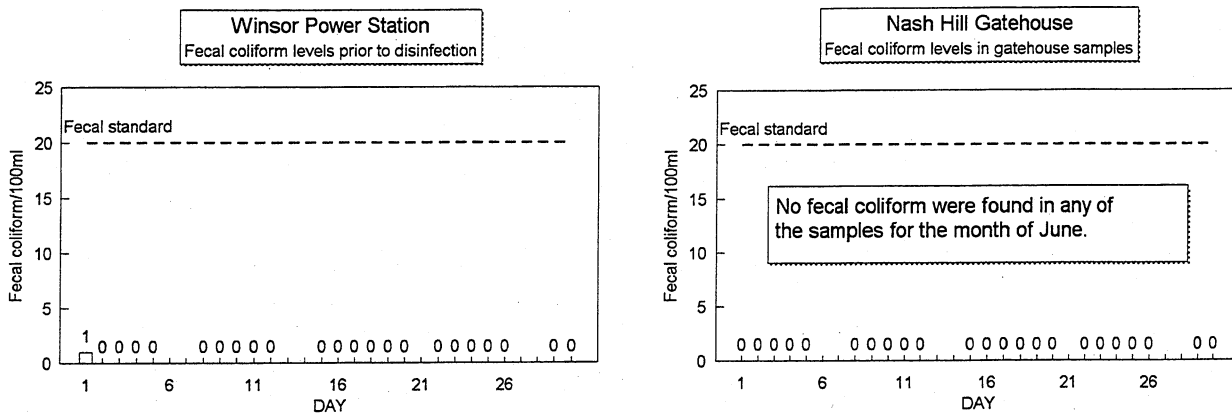 Winsor Power Station
Fecal coliform levels prior to disinfection
25
Fecal standard
20
15
10
5
0
Fecal coliform/100ml
1 0 0 0 0 0 0 0 0 0 0 0 0 0 0 0 0 0 0 0 0 0 0
1 6 11 16 21 26
DAY
Nash Hill Gatehouse
Fecal coliform levels in gatehouse samples
25
Fecal standard
20
15
10
5
0
Fecal coliform/100ml
No fecal coliform were found in any of
the samples for the month of June.
0 0 0 0 0 0 0 0 0 0 0 0 0 0 0 0 0 0 0 0 0 0 0
1 6 11 16 21 26
DAY